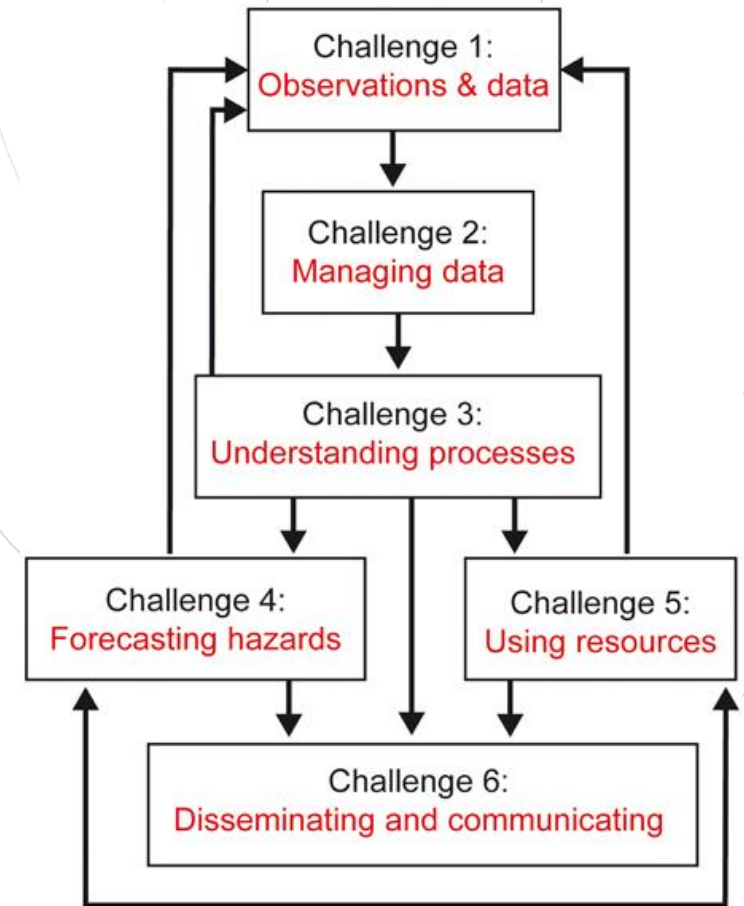 Challenge 1:
Observations & data
Challenge 2:
Managing data
Challenge 3:
Understanding processes
Challenge 4:
Forecasting hazards
Challenge 5:
Using resources
Challenge 6:
Disseminating and communicating